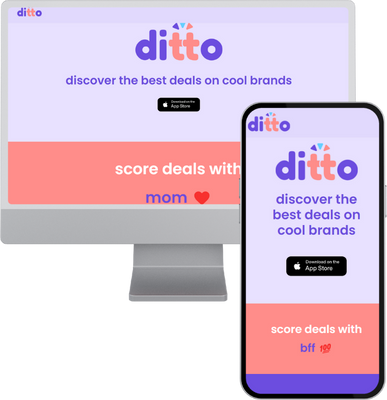 ditto
ditto
discover the best deals on cool brands
Download on the
App Store
score deals with
mom ❤️
ditto
ditto
discover the
best deals on
cool brands
Download on the
App Store
score deals with
bff 💯